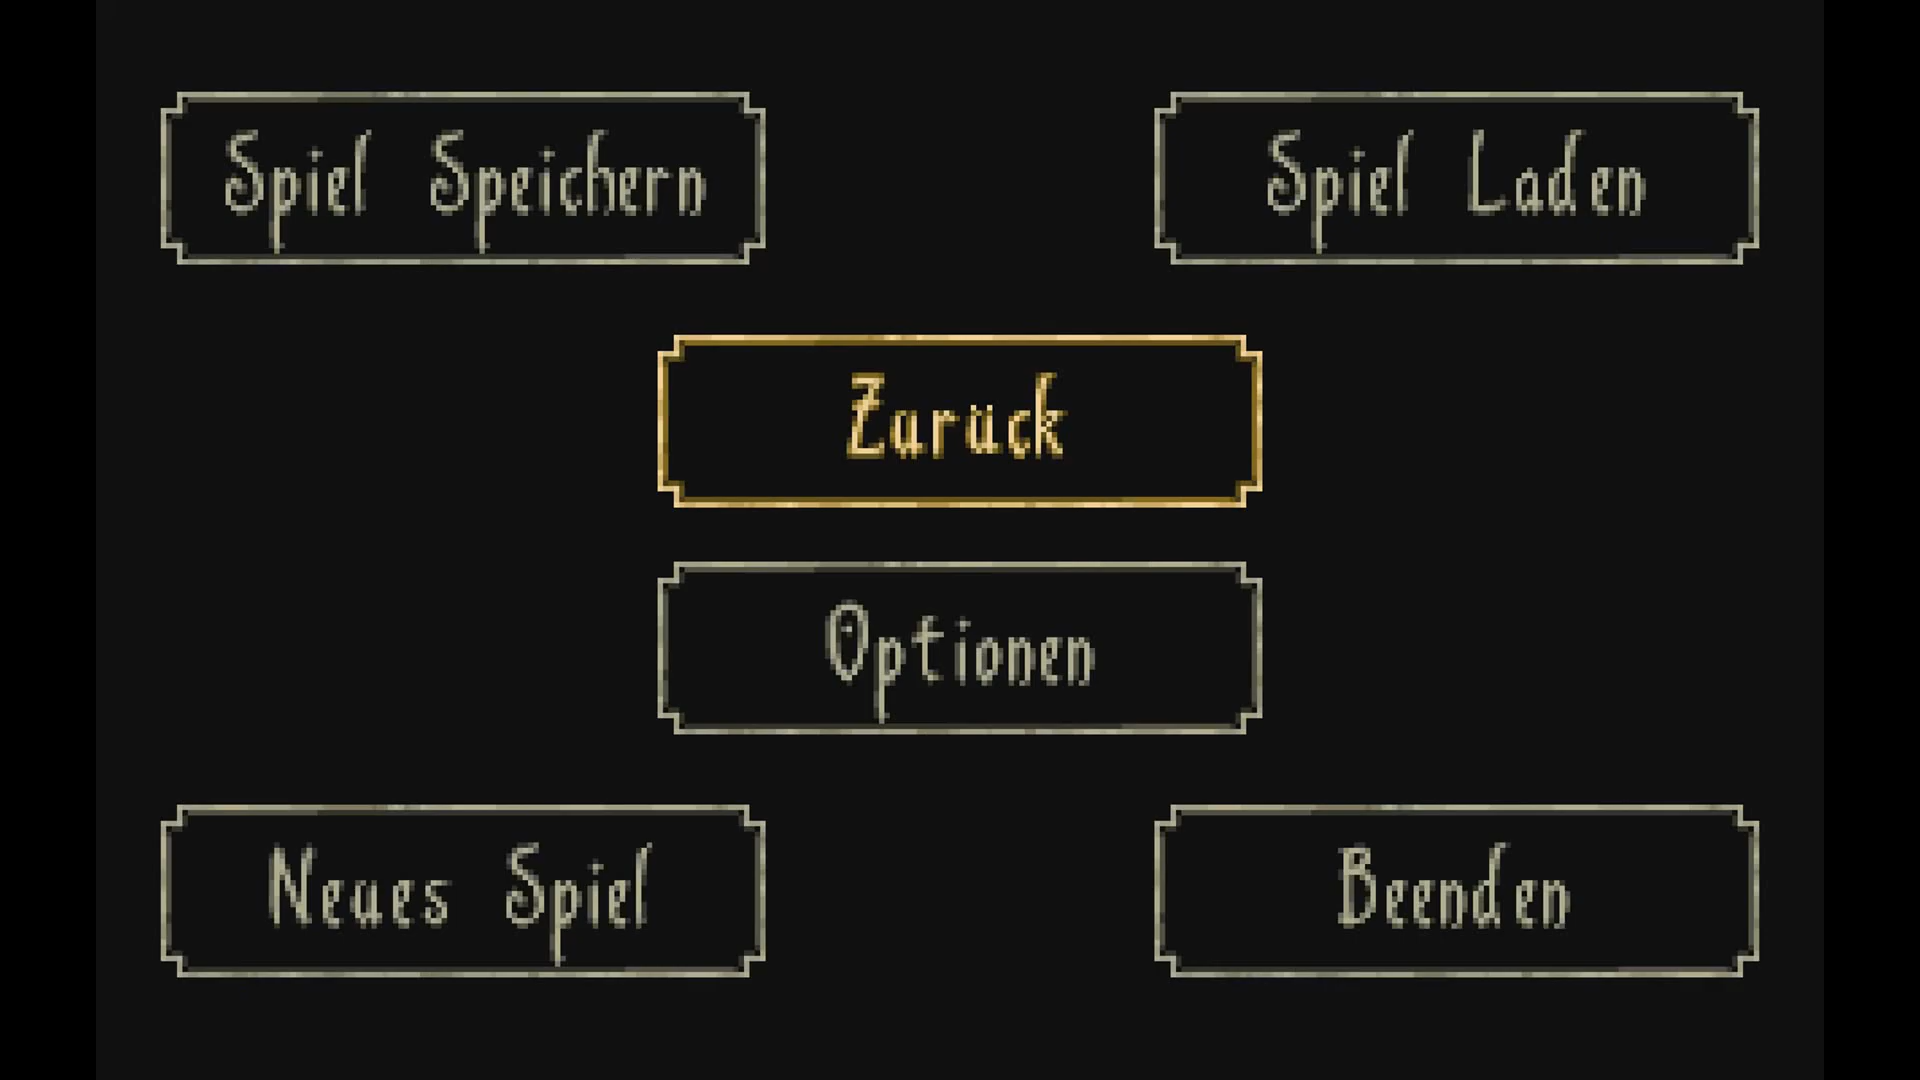 Spiel Speichern
Spiel Laden
Zurück
Optionen
Neues Spiel
Beenden